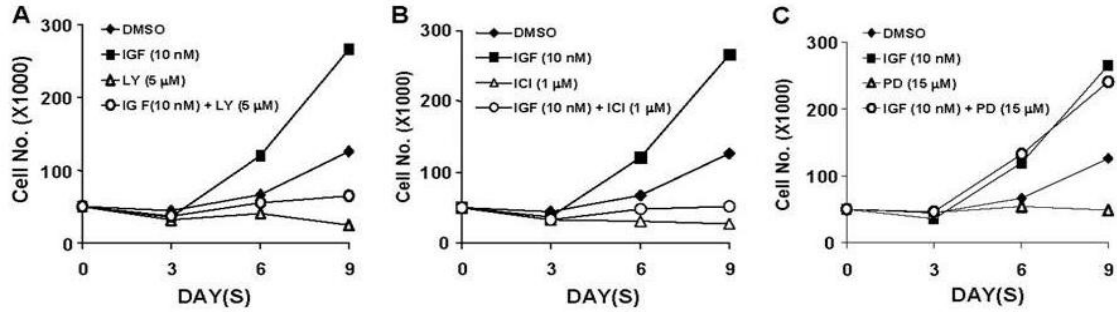 A
DMSO
IGF (10 nM)
LY (5 µM)
IG F(10 nM) + LY (5 µM)
Cell No. (X1000)
300
200
100
0
0 3 6 9
DAY(S)
B
DMSO
IGF (10 nM)
ICI (1 µM)
IGF (10 nM) + ICI (1 µM)
Cell No. (X1000)
300
200
100
0
0 3 6 9
DAY(S)
C
DMSO
IGF (10 nM)
PD (15 µM)
IGF (10 nM) + PD (15 µM)
Cell No. (X1000)
300
200
100
0
0 3 6 9
DAY(S)